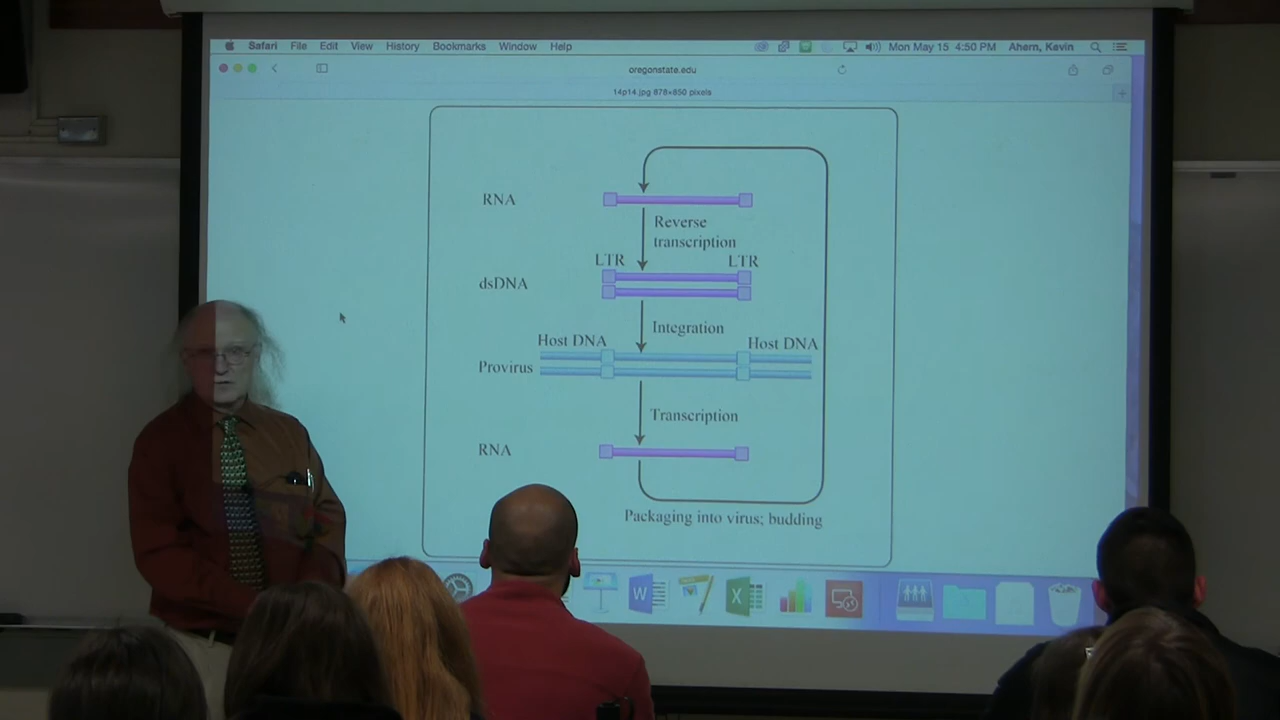 Safari File Edit View History Bookmarks Window Help Mon May 15 4:50 PM Ahern, Kevin
oregonstate.edu
14p14.jpg 878×850 pixels
RNA
Reverse
transcription
LTR LTR
dsDNA
Integration
Host DNA Host DNA
Provirus
Transcription
RNA
Packaging into virus; budding
W X